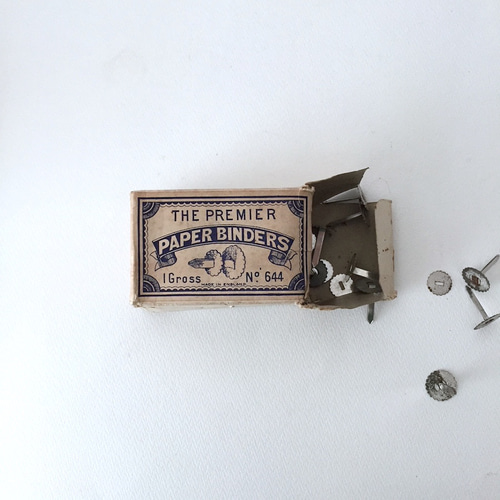 THE PREMIER
PAPER BINDERS
1 GROSS No. 644
MADE IN ENGLAND